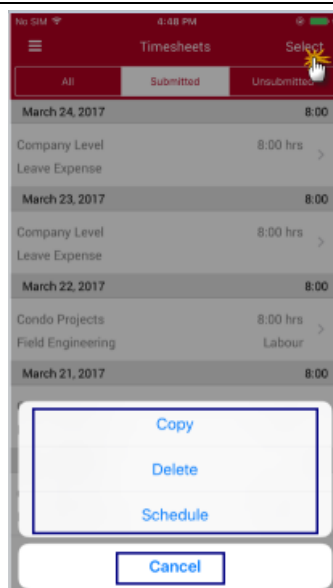 No SIM 4:48 PM
Timesheets Select
All Submitted Unsubmitted
March 24, 2017 8:00
Company Level 8:00 hrs
Leave Expense
March 23, 2017 8:00
Company Level 8:00 hrs
Leave Expense
March 22, 2017 8:00
Condo Projects 8:00 hrs
Field Engineering Labour
March 21, 2017 8:00
Copy
Delete
Schedule
Cancel